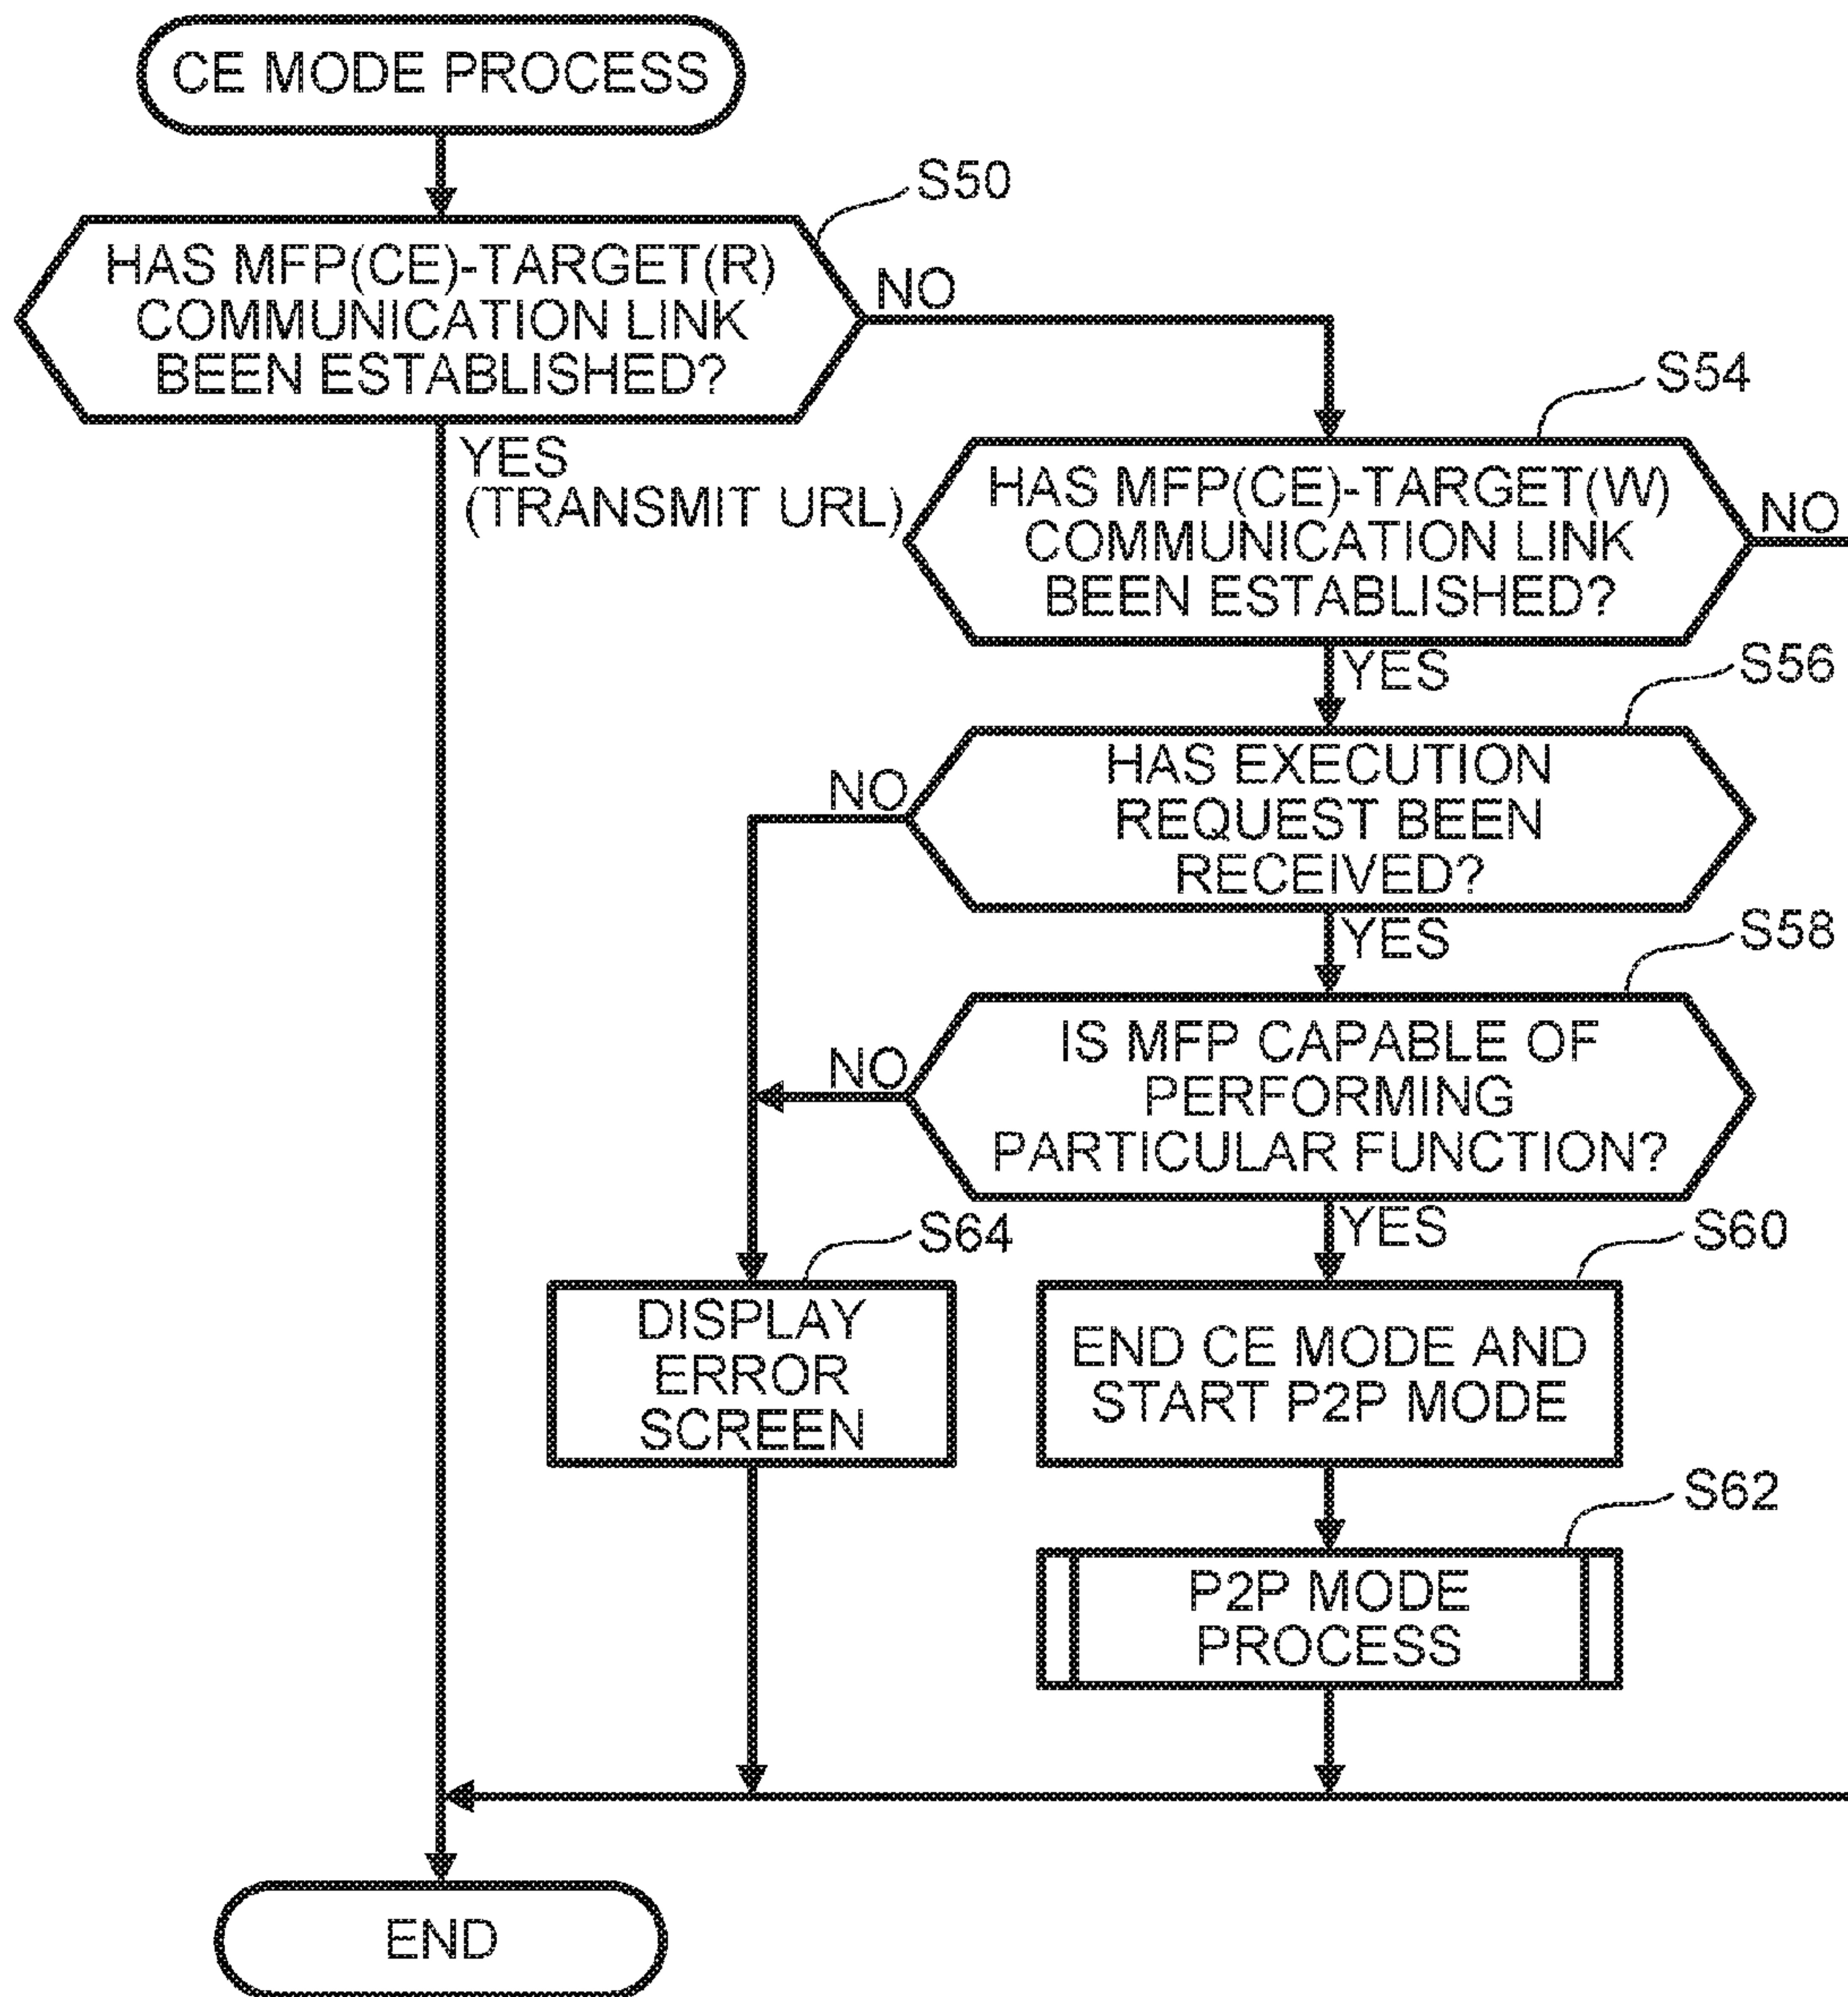 CE MODE PROCESS
S50
HAS MFP(CE)-TARGET(R)
COMMUNICATION LINK
BEEN ESTABLISHED?
NO
YES
(TRANSMIT URL)
S54
HAS MFP(CE)-TARGET(W)
COMMUNICATION LINK
BEEN ESTABLISHED?
NO
YES
S56
HAS EXECUTION
REQUEST BEEN
RECEIVED?
NO
YES
S58
IS MFP CAPABLE OF
PERFORMING
PARTICULAR FUNCTION?
NO
YES
S64
DISPLAY
ERROR
SCREEN
S60
END CE MODE AND
START P2P MODE
S62
P2P MODE
PROCESS
END